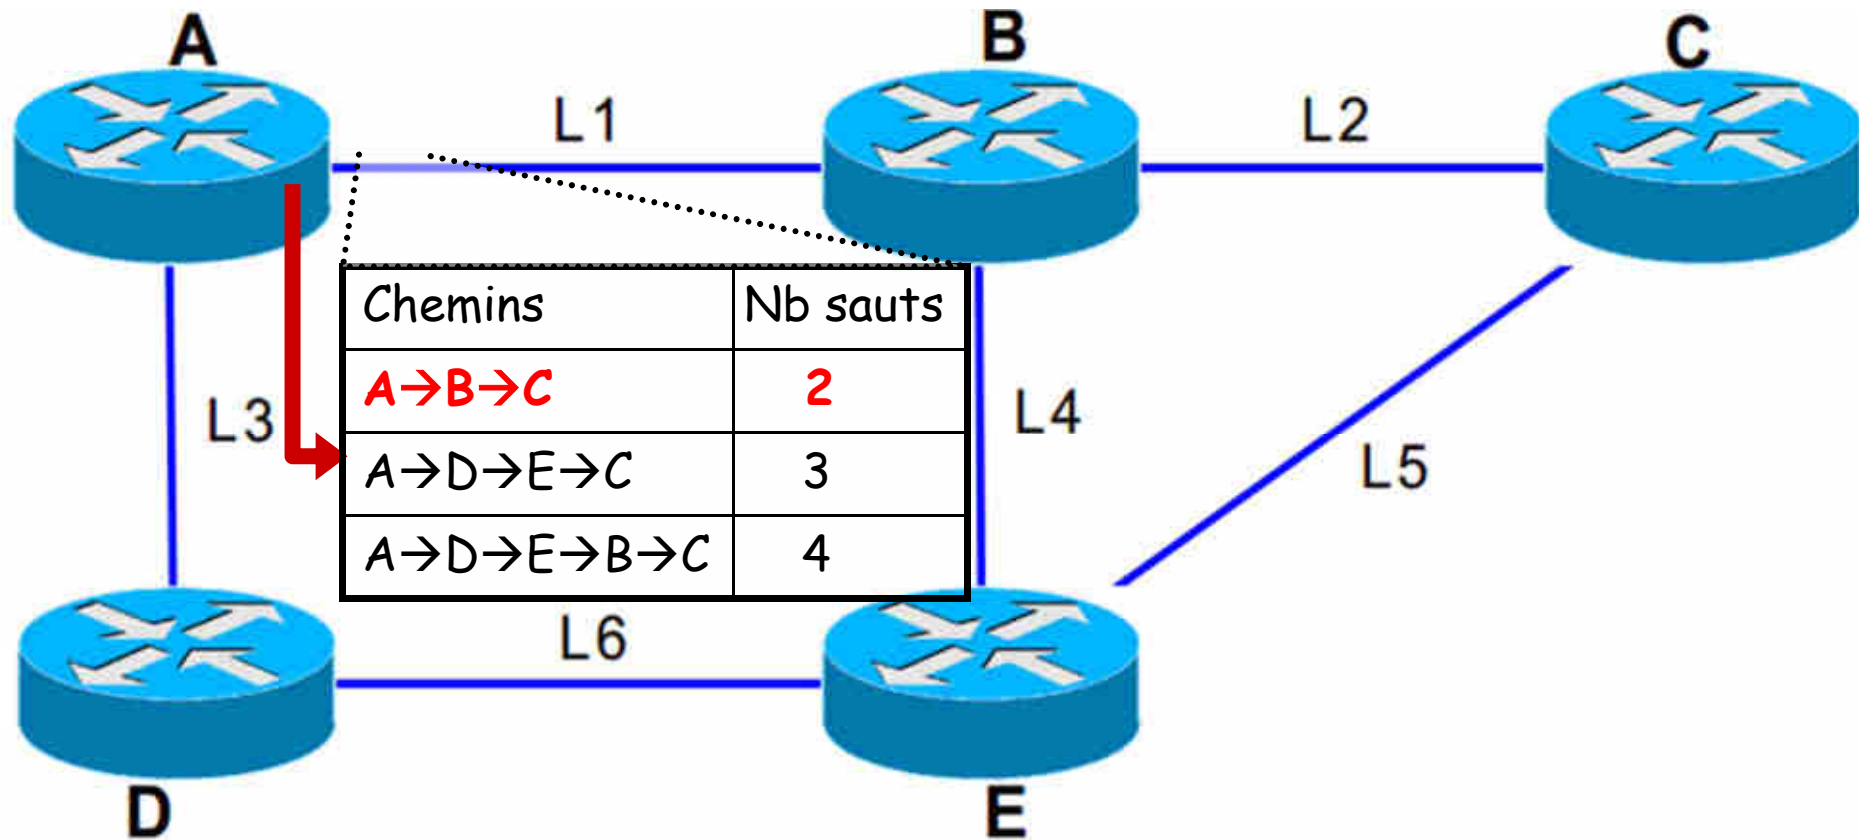 A
B
C
L1
L2
Chemins Nb sauts
A→B→C 2
A→D→E→C 3
A→D→E→B→C 4
L3
L4
L5
L6
D
E